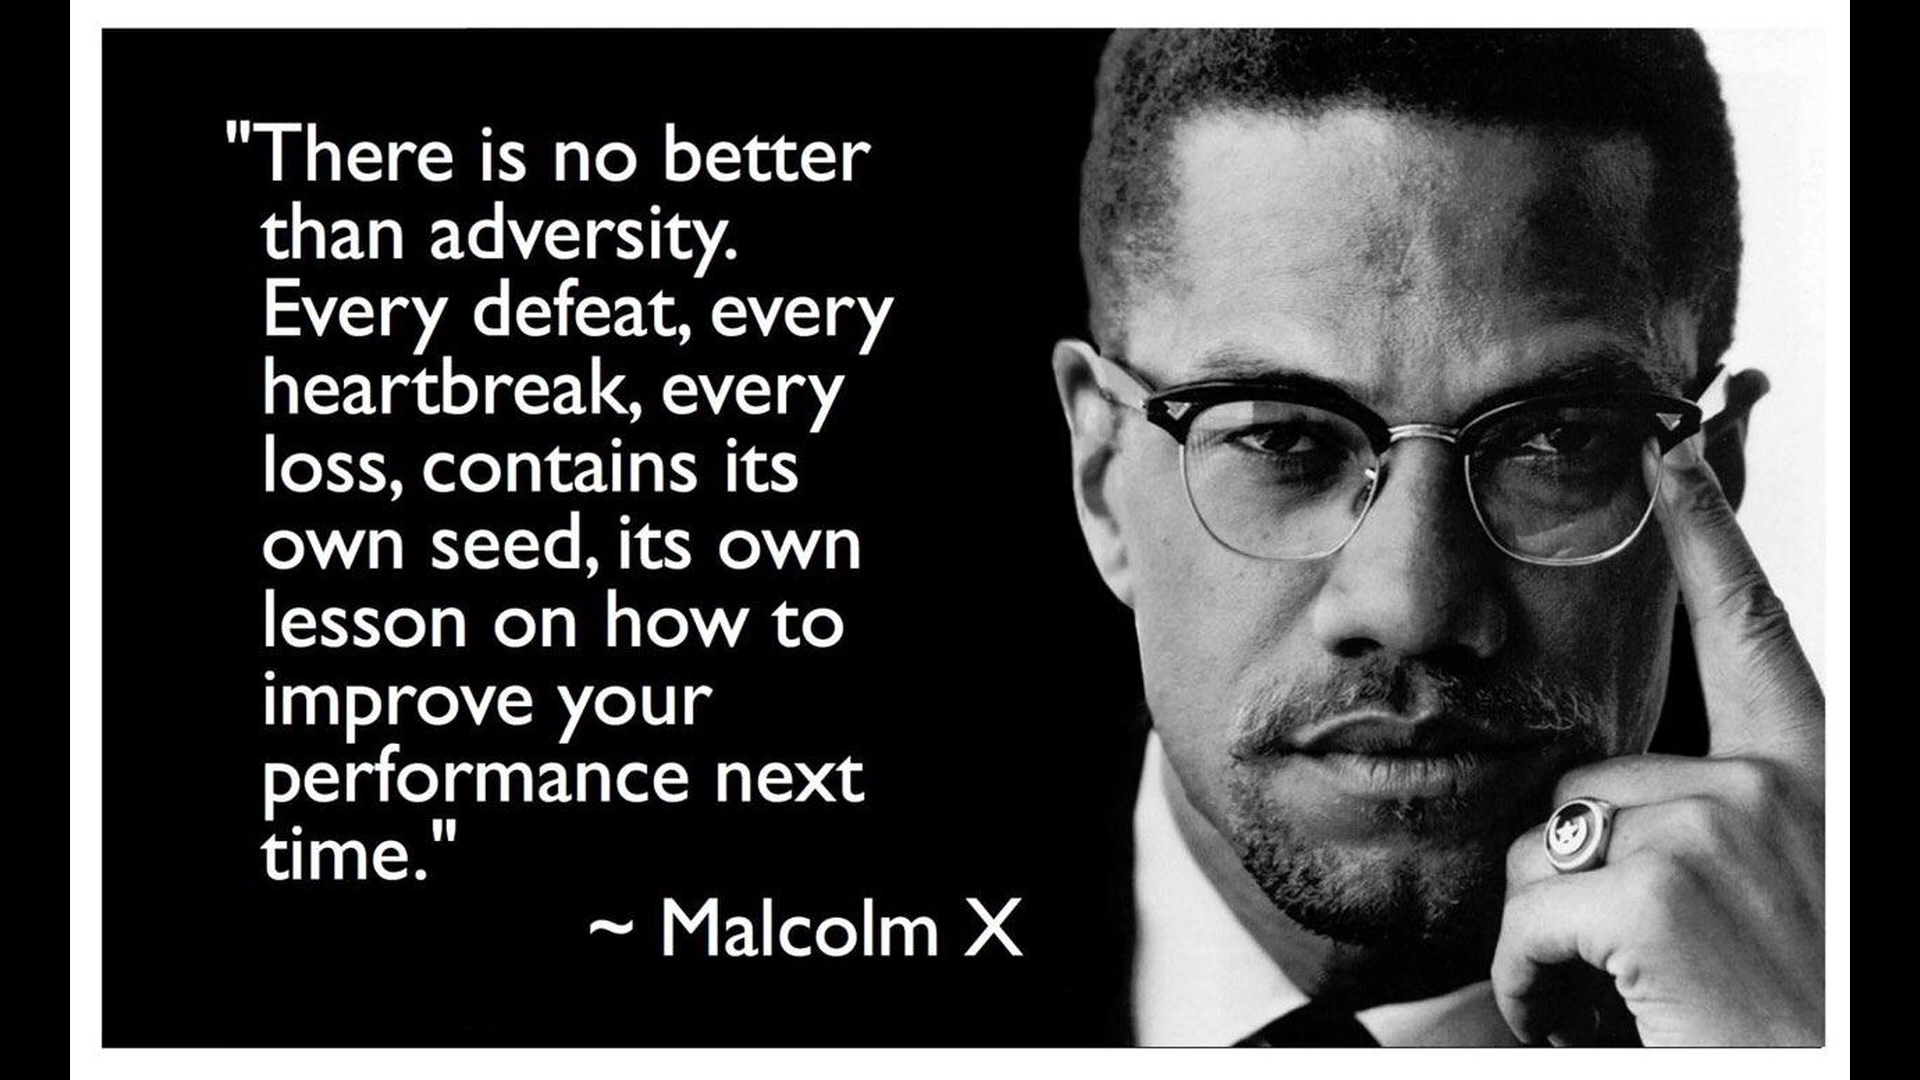 "There is no better
than adversity.
Every defeat, every
heartbreak, every
loss, contains its
own seed, its own
lesson on how to
improve your
performance next
time."
~ Malcolm X